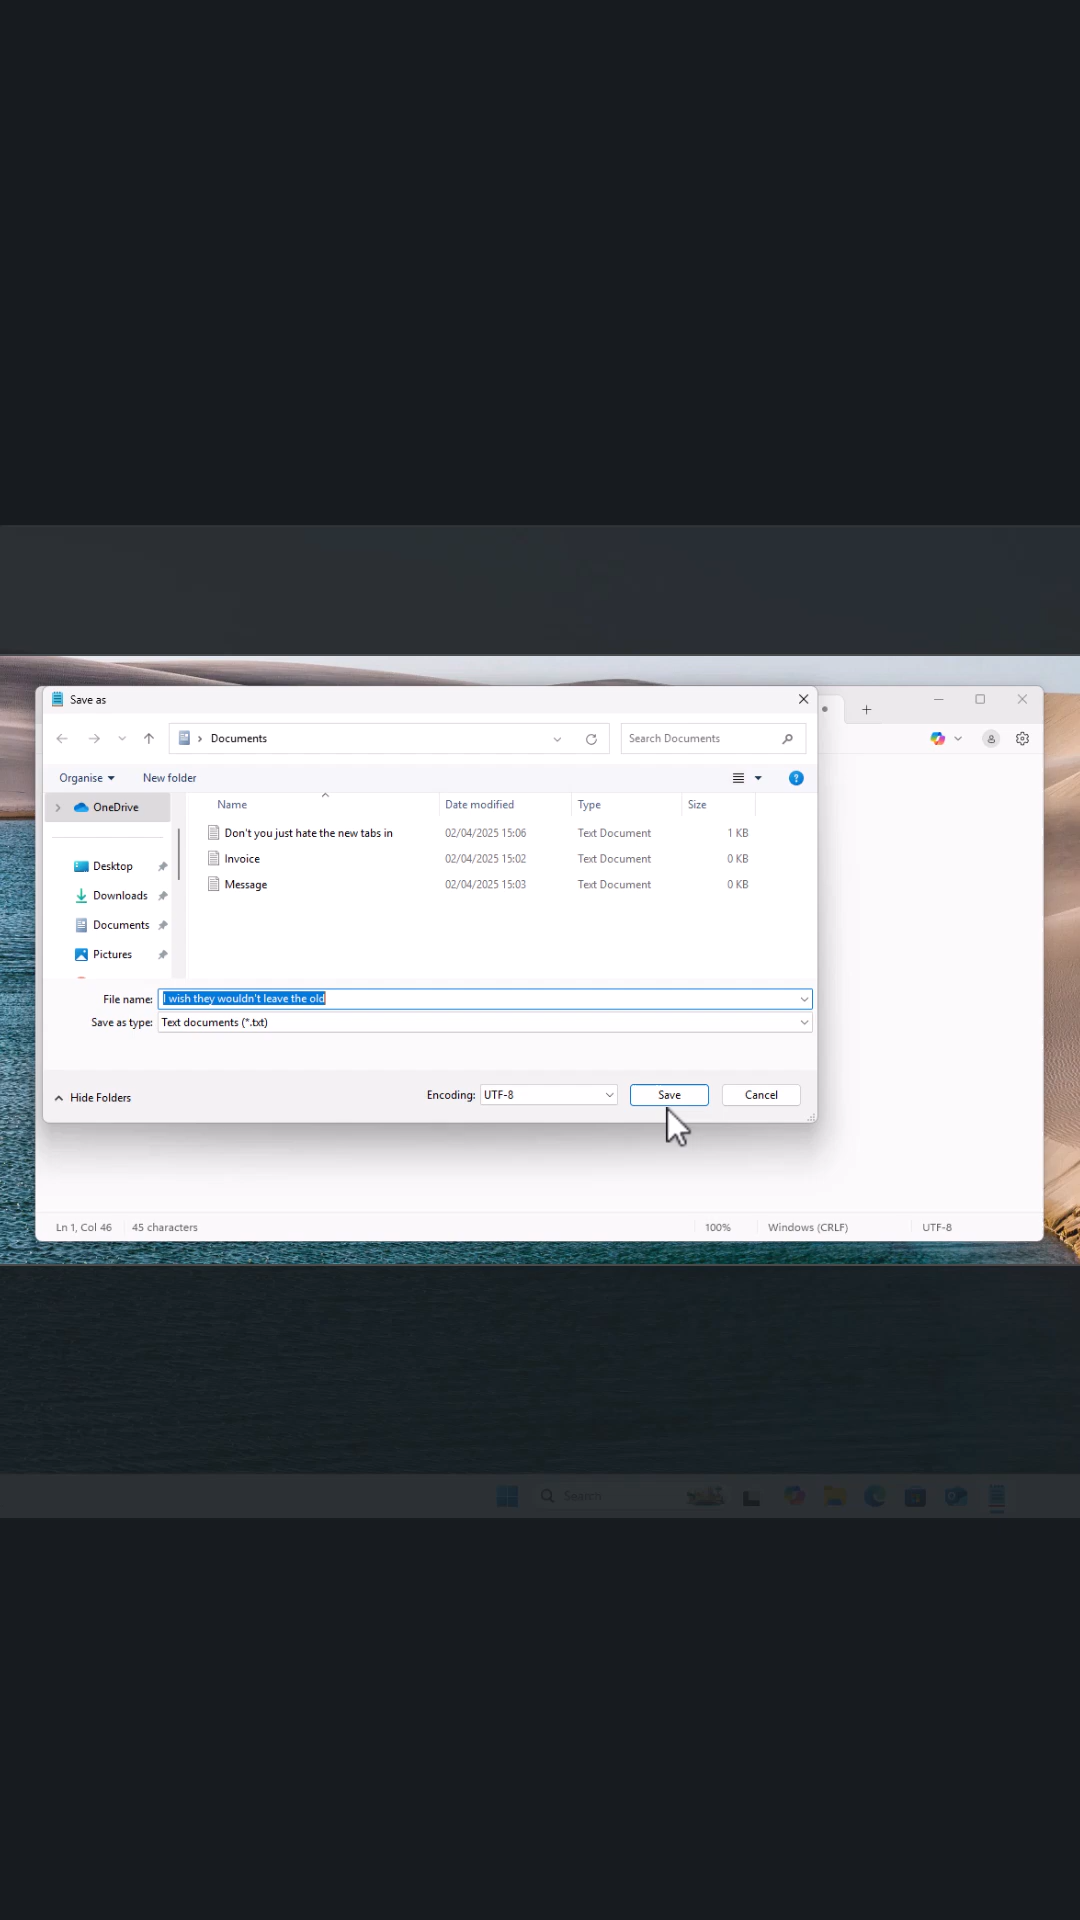 Save as
Documents
Search Documents
Organise
New folder
OneDrive
Desktop
Downloads
Documents
Pictures
Name Date modified Type Size
Don't you just hate the new tabs in 02/04/2025 15:06 Text Document 1 KB
Invoice 02/04/2025 15:02 Text Document 0 KB
Message 02/04/2025 15:03 Text Document 0 KB
File name: I wish they wouldn't leave the old
Save as type: Text documents (*.txt)
Hide Folders
Encoding: UTF-8
Save
Cancel
Ln 1, Col 46 45 characters 100% Windows (CRLF) UTF-8
Search